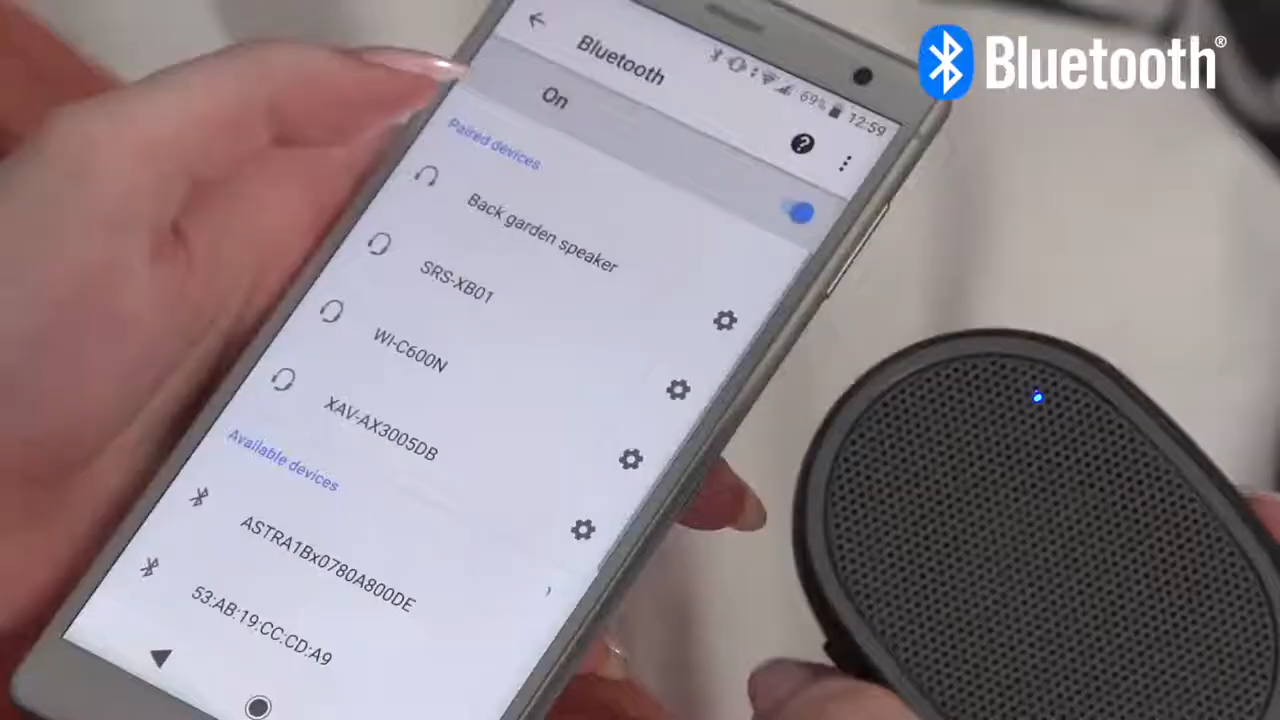 Bluetooth®
Bluetooth
69% 12:59
On
Paired devices
Back garden speaker
SRS-XB01
WI-C600N
XAV-AX3005DB
Available devices
ASTRA1Bx0780A800DE
53:AB:19:CC:CD:A9